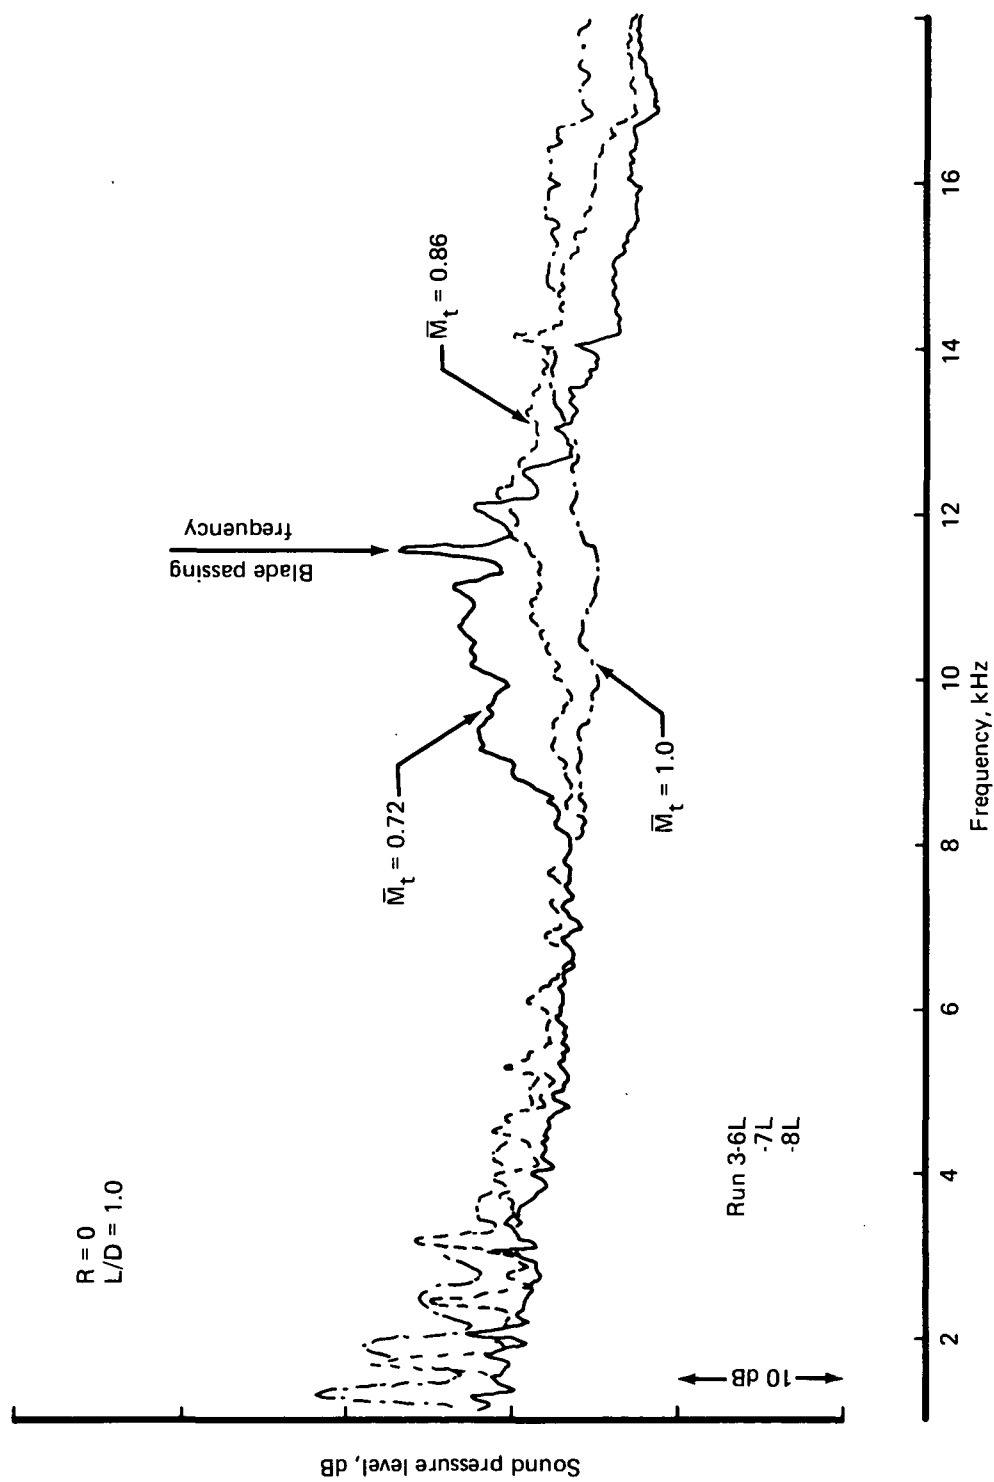 R = 0
L/D = 1.0
Blade passing
frequency
M̅t = 0.72
M̅t = 0.86
M̅t = 1.0
Run 3-6L
-7L
-8L
10 dB
Sound pressure level, dB
2
4
6
8
10
12
14
16
Frequency, kHz